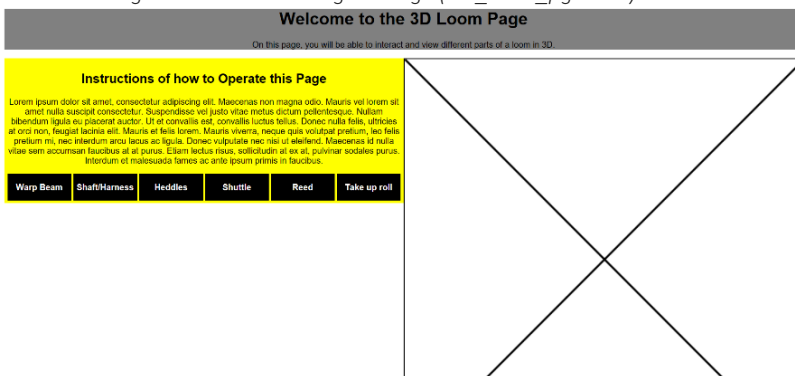 Welcome to the 3D Loom Page
On this page, you will be able to interact and view different parts of a loom in 3D.
Instructions of how to Operate this Page
Lorem ipsum dolor sit amet, consectetur adipiscing elit. Maecenas non magna odio. Mauris vel lorem sit
amet nulla suscipit consectetur. Suspendisse vel justo vitae metus dictum pellentesque. Nullam
bibendum ligula eu placerat auctor. Ut et convallis est, convallis luctus tellus. Donec nulla felis, ultricies
at orci non, feugiat lacinia elit. Mauris et felis lorem. Mauris viverra, neque quis volutpat pretium, leo felis
pretium mi, nec interdum arcu lacus ac ligula. Donec vulputate nec nisi ut eleifend. Maecenas id nulla
vitae sem accumsan faucibus at at purus. Etiam lectus risus, sollicitudin at ex at, pulvinar sodales purus.
Interdum et malesuada fames ac ante ipsum primis in faucibus.
Warp Beam Shaft/Harness Heddles Shuttle Reed Take up roll